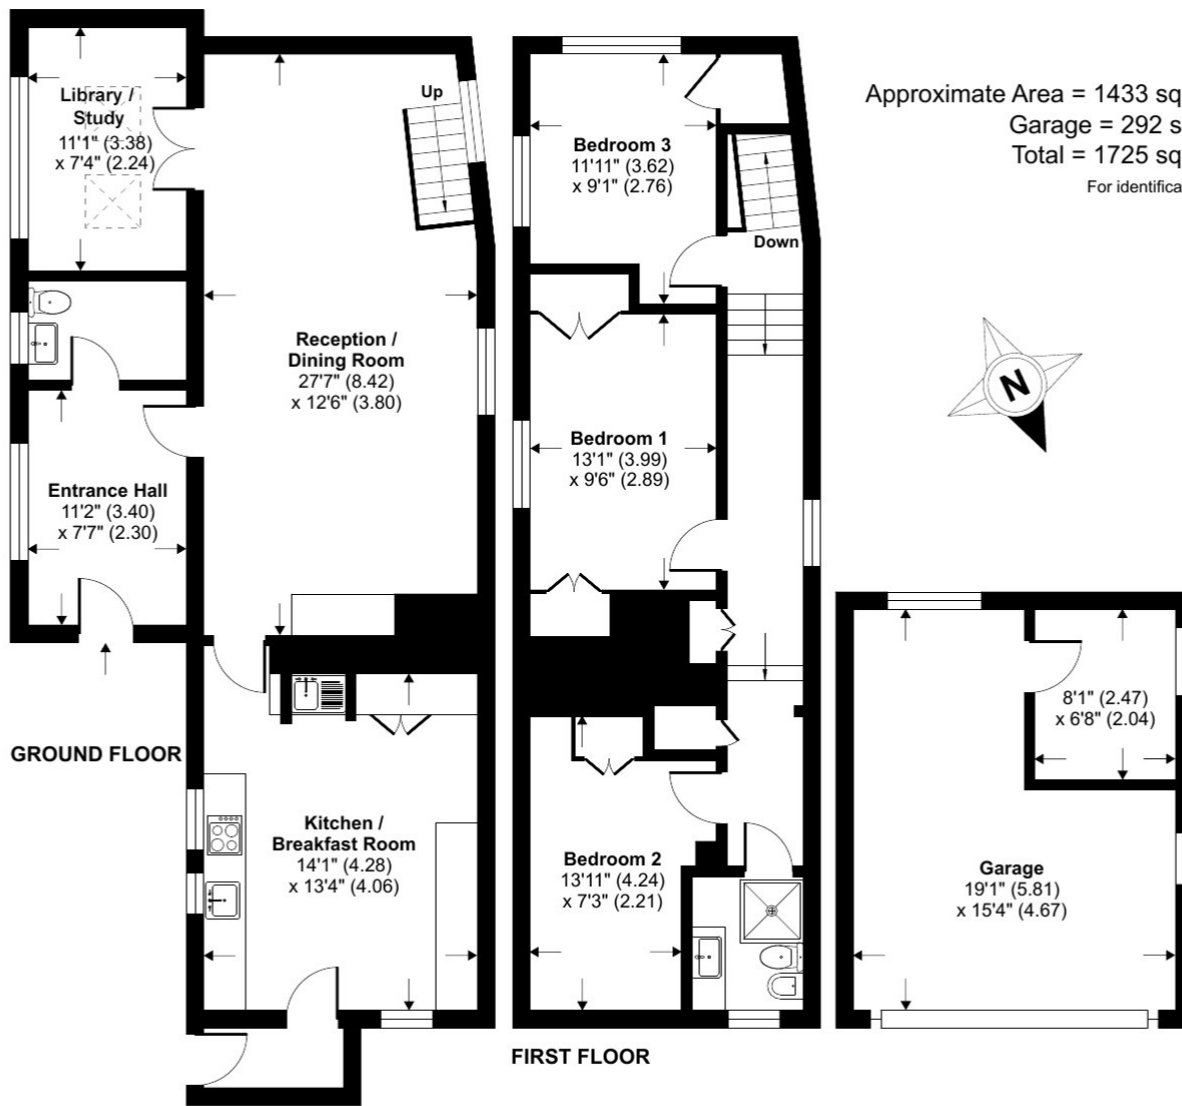 Approximate Area = 1433 sq
Garage = 292 s
Total = 1725 sq
For identifica
Library /
Study
11'1" (3.38)
x 7'4" (2.24)
Up
Reception /
Dining Room
27'7" (8.42)
x 12'6" (3.80)
Entrance Hall
11'2" (3.40)
x 7'7" (2.30)
GROUND FLOOR
Kitchen /
Breakfast Room
14'1" (4.28)
x 13'4" (4.06)
Bedroom 3
11'11" (3.62)
x 9'1" (2.76)
Down
Bedroom 1
13'1" (3.99)
x 9'6" (2.89)
Bedroom 2
13'11" (4.24)
x 7'3" (2.21)
FIRST FLOOR
N
8'1" (2.47)
x 6'8" (2.04)
Garage
19'1" (5.81)
x 15'4" (4.67)